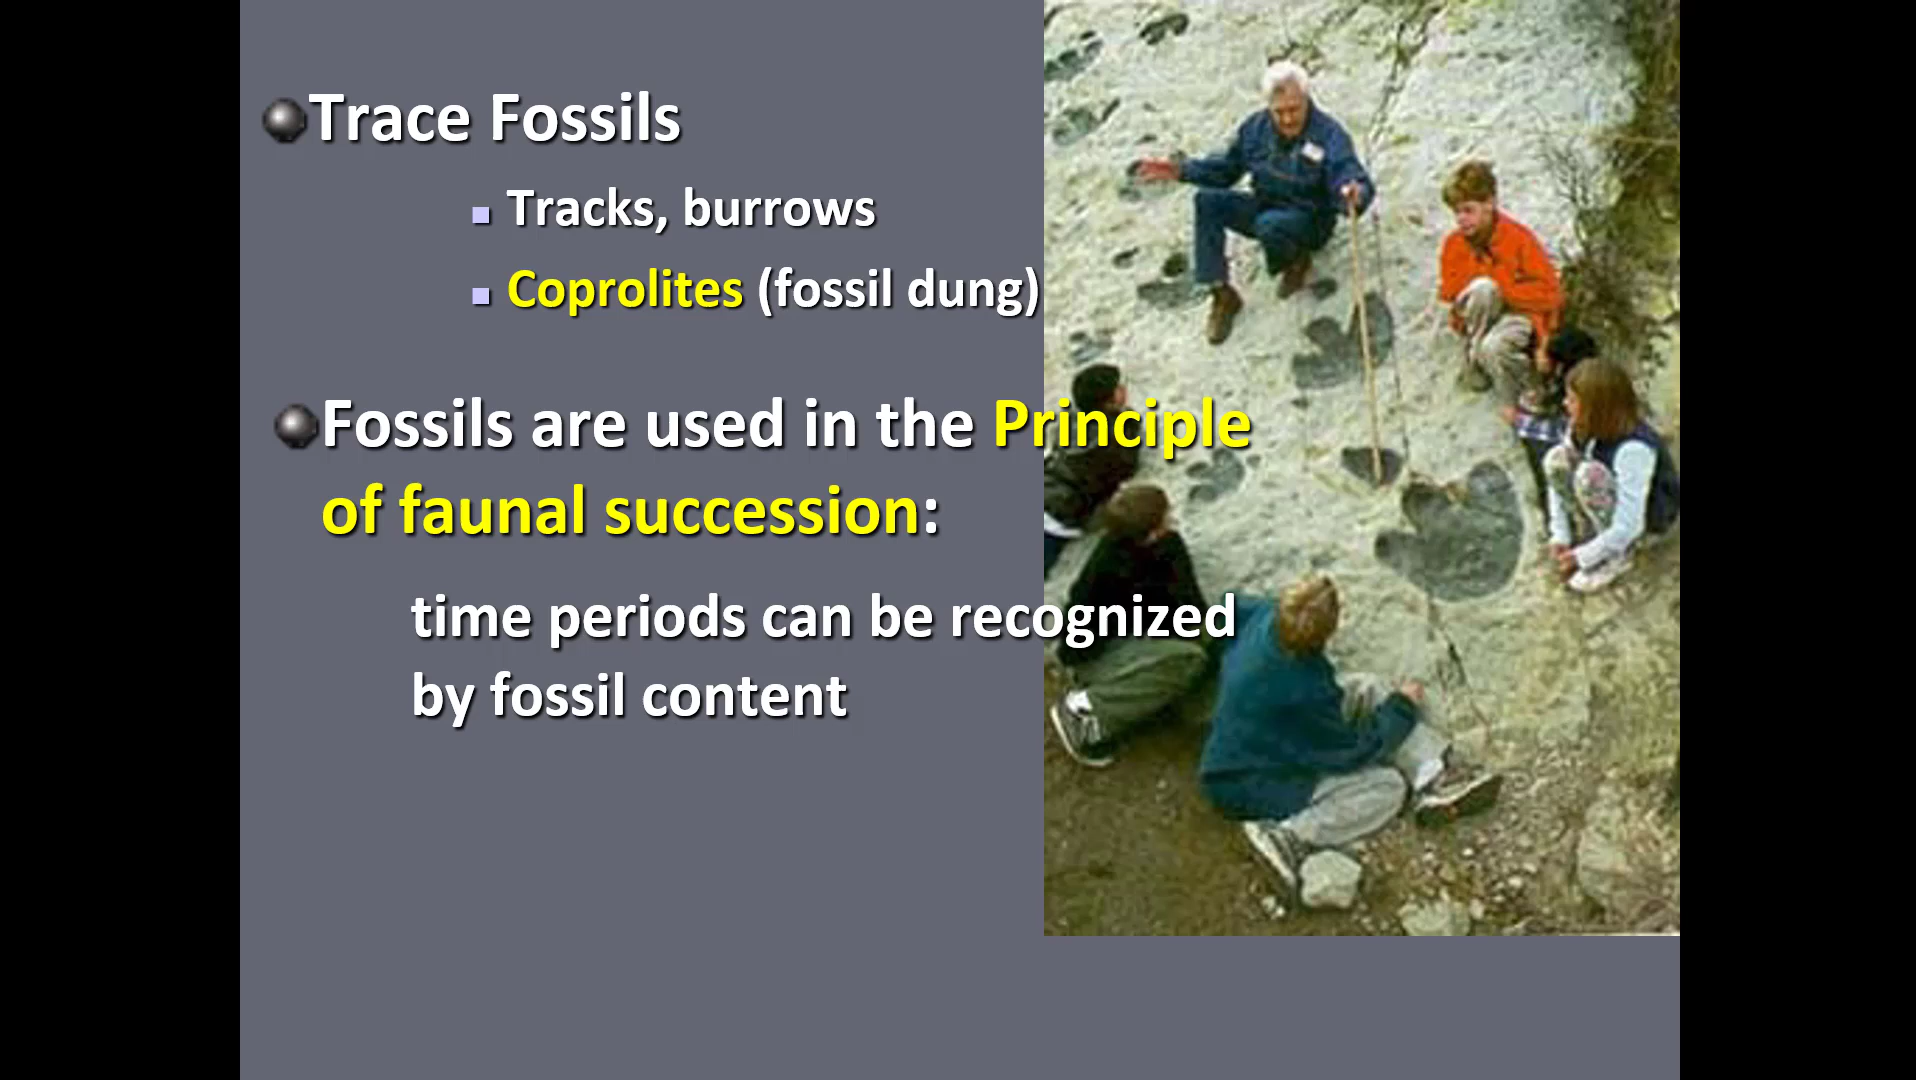 Trace Fossils
Tracks, burrows
Coprolites (fossil dung)
Fossils are used in the Principle
of faunal succession:
time periods can be recognized
by fossil content